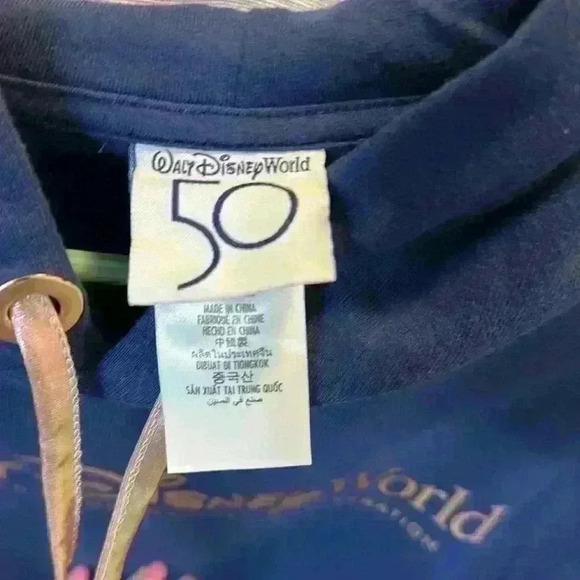 WALT DISNEY World
50
MADE IN CHINA
FABRIQUÉ EN CHINE
HECHO EN CHINA
中國製
ผลิตในประเทศจีน
DIBUAT DI TIONGKOK
중국산
SẢN XUẤT TẠI TRUNG QUỐC
صنع في الصين
DISNEY World